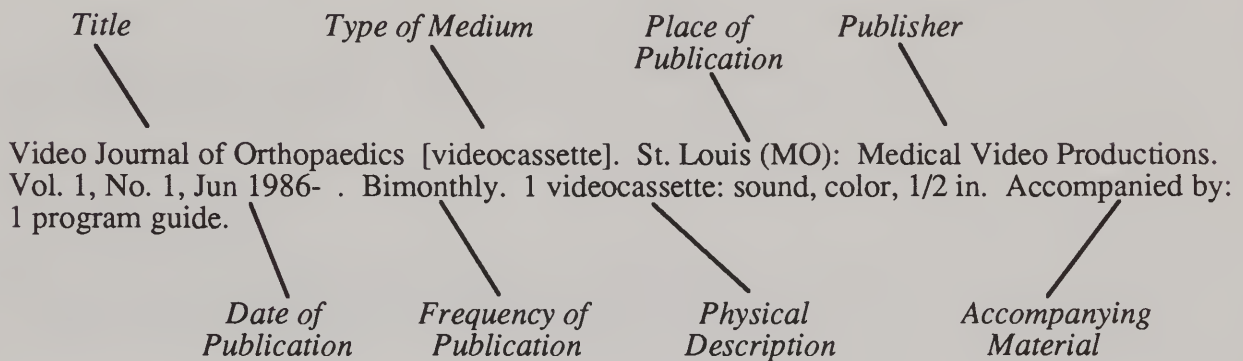 Title Type of Medium Place of Publisher
Publication
Video Journal of Orthopaedics [videocassette]. St. Louis (MO): Medical Video Productions.
Vol. 1, No. 1, Jun 1986- . Bimonthly. 1 videocassette: sound, color, 1/2 in. Accompanied by:
1 program guide.
Date of Frequency of Physical Accompanying
Publication Publication Description Material